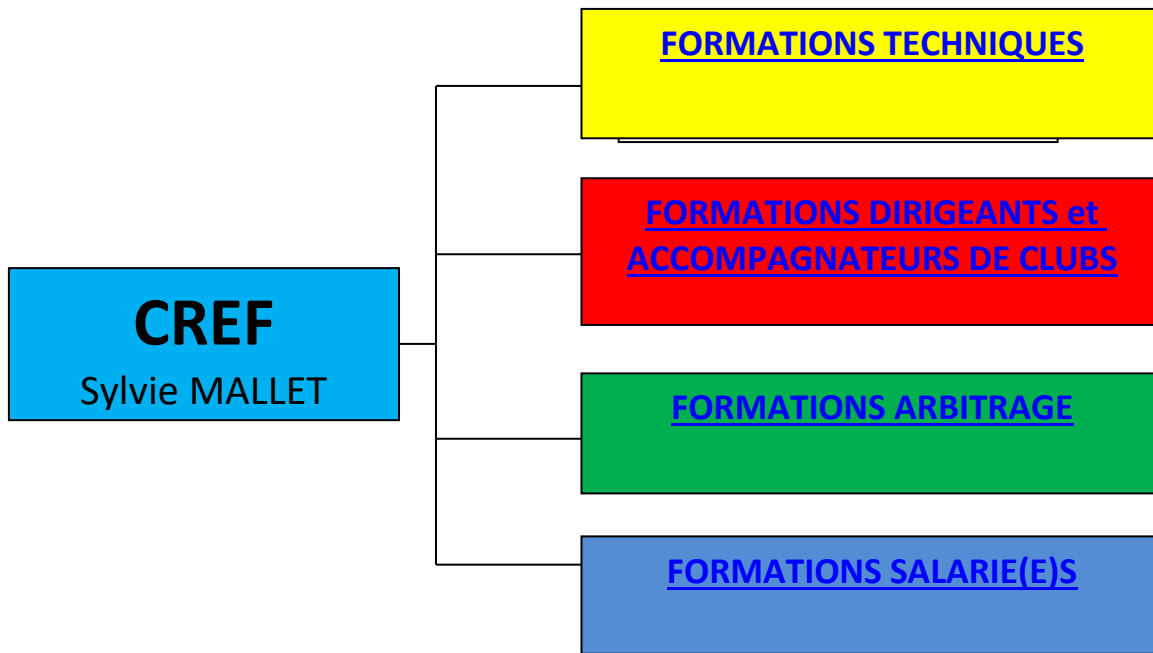 FORMATIONS TECHNIQUES
FORMATIONS DIRIGEANTS et
ACCOMPAGNATEURS DE CLUBS
CREF
Sylvie MALLET
FORMATIONS ARBITRAGE
FORMATIONS SALARIE(E)S